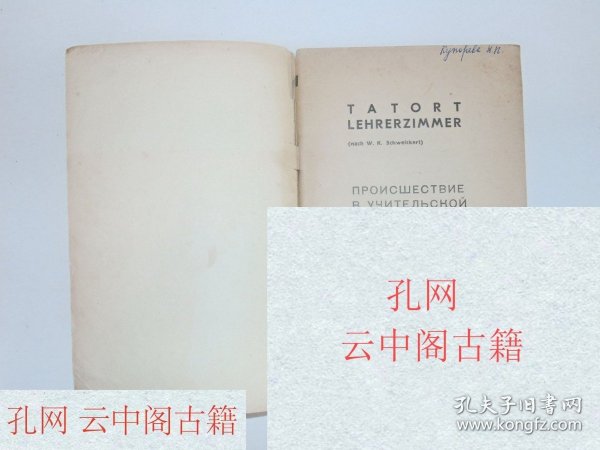 Купорева Н.Н.
TATORT
LEHRERZIMMER
(nach W. K. Schweickert)
ПРОИСШЕСТВИЕ
В УЧИТЕЛЬСКОЙ
孔网
云中阁古籍
孔网 云中阁古籍
孔夫子旧书网
www.kongfz.com